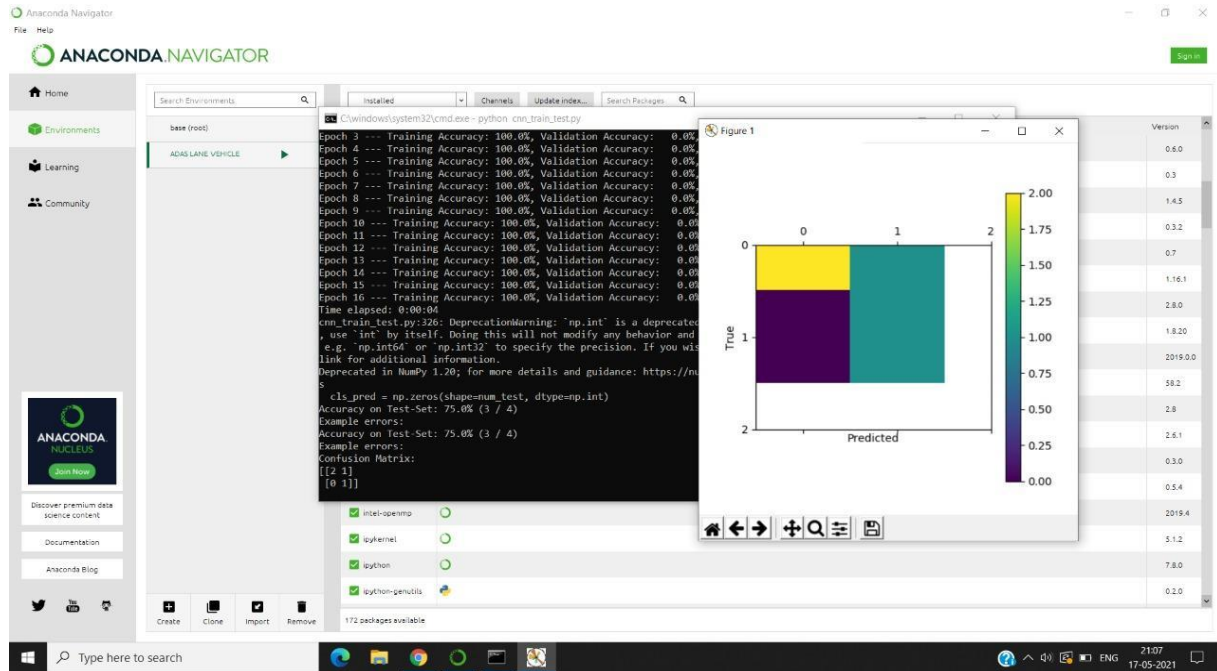 Anaconda Navigator
File Help
ANACONDA.NAVIGATOR
Sign in
Home
Environments
Learning
Community
ANACONDA.
NUCLEUS
Join Now
Discover premium data
science content
Documentation
Anaconda Blog
You
Tube
Search Environments
base (root)
ADAS LANE VEHICLE
Create Clone Import Remove
Installed Channels Update index... Search Packages
C:\windows\system32\cmd.exe - python cnn_train_test.py
Epoch 3 --- Training Accuracy: 100.0%, Validation Accuracy: 0.0%,
Epoch 4 --- Training Accuracy: 100.0%, Validation Accuracy: 0.0%,
Epoch 5 --- Training Accuracy: 100.0%, Validation Accuracy: 0.0%,
Epoch 6 --- Training Accuracy: 100.0%, Validation Accuracy: 0.0%,
Epoch 7 --- Training Accuracy: 100.0%, Validation Accuracy: 0.0%,
Epoch 8 --- Training Accuracy: 100.0%, Validation Accuracy: 0.0%,
Epoch 9 --- Training Accuracy: 100.0%, Validation Accuracy: 0.0%,
Epoch 10 --- Training Accuracy: 100.0%, Validation Accuracy: 0.0%
Epoch 11 --- Training Accuracy: 100.0%, Validation Accuracy: 0.0%
Epoch 12 --- Training Accuracy: 100.0%, Validation Accuracy: 0.0%
Epoch 13 --- Training Accuracy: 100.0%, Validation Accuracy: 0.0%
Epoch 14 --- Training Accuracy: 100.0%, Validation Accuracy: 0.0%
Epoch 15 --- Training Accuracy: 100.0%, Validation Accuracy: 0.0%
Epoch 16 --- Training Accuracy: 100.0%, Validation Accuracy: 0.0%
Time elapsed: 0:00:04
cnn_train_test.py:326: DeprecationWarning: `np.int` is a deprecated
, use `int` by itself. Doing this will not modify any behavior and
e.g. `np.int64` or `np.int32` to specify the precision. If you wis
link for additional information.
Deprecated in NumPy 1.20; for more details and guidance: https://nu
s
cls_pred = np.zeros(shape=num_test, dtype=np.int)
Accuracy on Test-Set: 75.0% (3 / 4)
Example errors:
Accuracy on Test-Set: 75.0% (3 / 4)
Example errors:
Confusion Matrix:
[[2 1]
[0 1]]
intel-openmp
ipykernel
ipython
ipython-genutils
172 packages available
Figure 1
0 1 2
0
1
2
True
Predicted
2.00
1.75
1.50
1.25
1.00
0.75
0.50
0.25
0.00
Version
0.6.0
0.3
1.4.5
0.3.2
0.7
1.16.1
2.8.0
1.8.20
2019.0.0
58.2
2.8
2.6.1
0.3.0
0.5.4
2019.4
5.1.2
7.8.0
0.2.0
Type here to search
ENG
21:07
17-05-2021